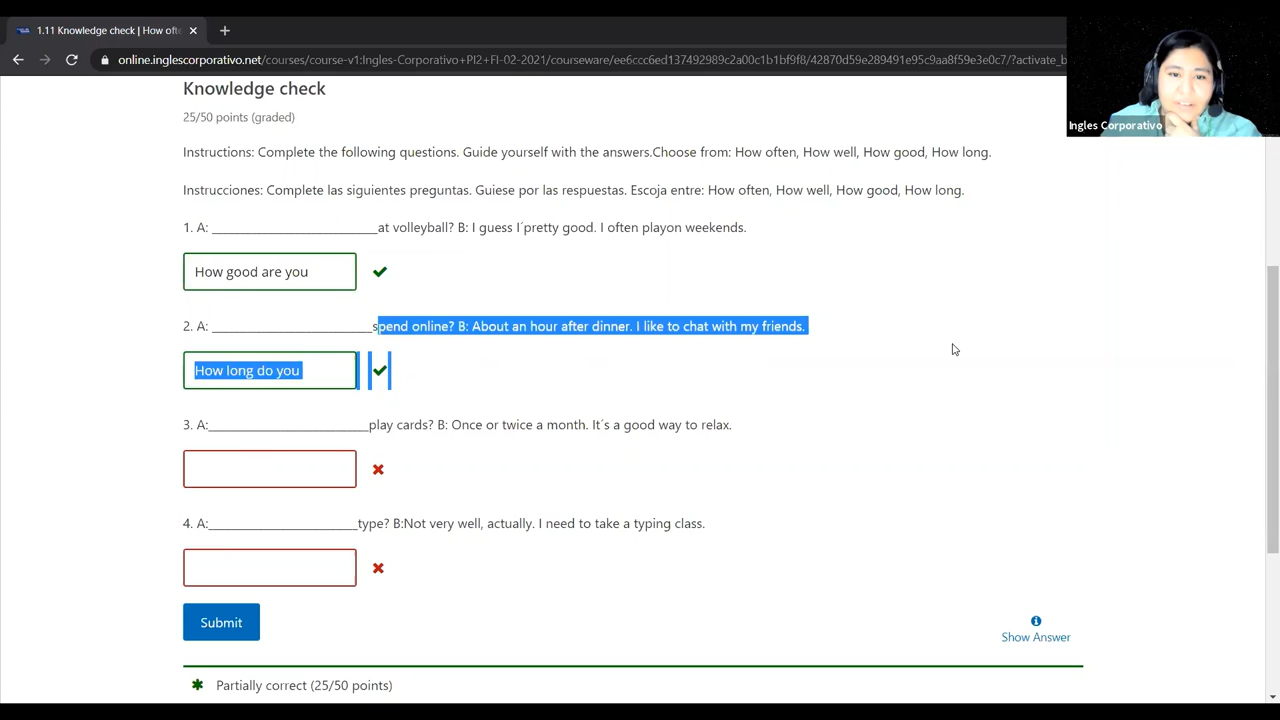 1.11 Knowledge check | How ofte
online.inglescorporativo.net/courses/course-v1:Ingles-Corporativo+PI2+FI-02-2021/courseware/ee6ccc6ed137492989c2a00c1b1bf9f8/42870d59e289491e95c9aa8f59e3e0c7/?activate_b
Ingles Corporativo
Knowledge check
25/50 points (graded)
Instructions: Complete the following questions. Guide yourself with the answers.Choose from: How often, How well, How good, How long.
Instrucciones: Complete las siguientes preguntas. Guiese por las respuestas. Escoja entre: How often, How well, How good, How long.
1. A: __________________________at volleyball? B: I guess I´pretty good. I often playon weekends.
How good are you
2. A: _________________________spend online? B: About an hour after dinner. I like to chat with my friends.
How long do you
3. A:_________________________play cards? B: Once or twice a month. It´s a good way to relax.
4. A:_______________________type? B:Not very well, actually. I need to take a typing class.
Submit
Show Answer
Partially correct (25/50 points)